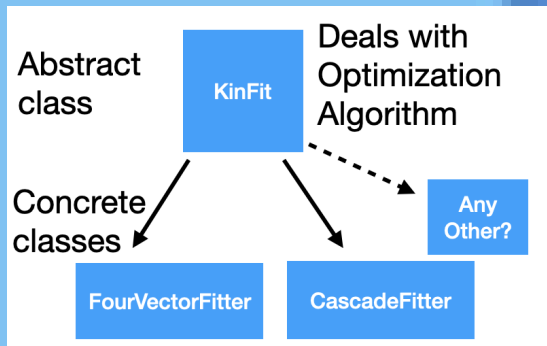 Abstract
class
KinFit
Deals with
Optimization
Algorithm
Concrete
classes
Any
Other?
FourVectorFitter
CascadeFitter